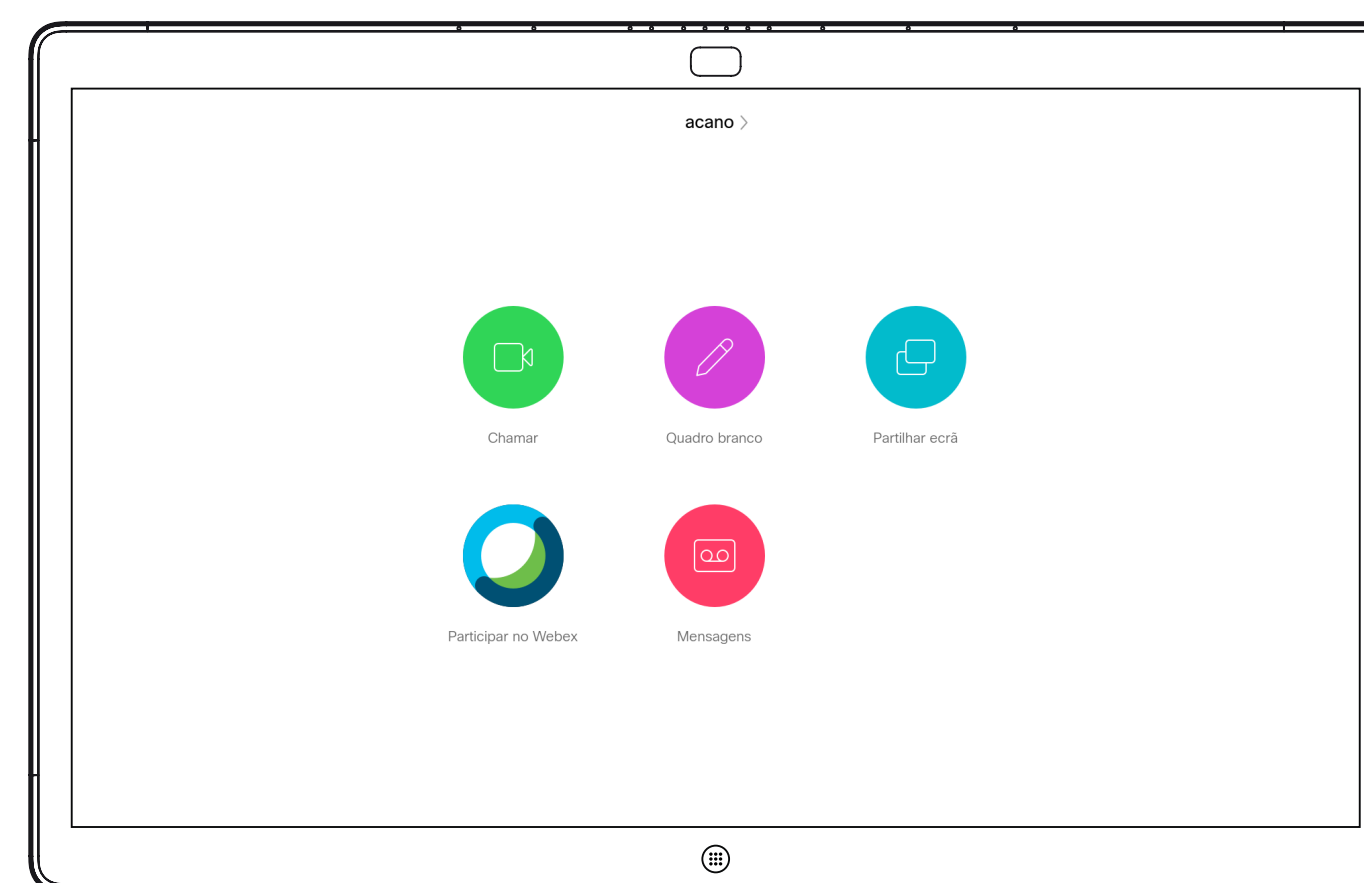 acano
Chamar
Quadro branco
Partilhar ecrã
Participar no Webex
Mensagens